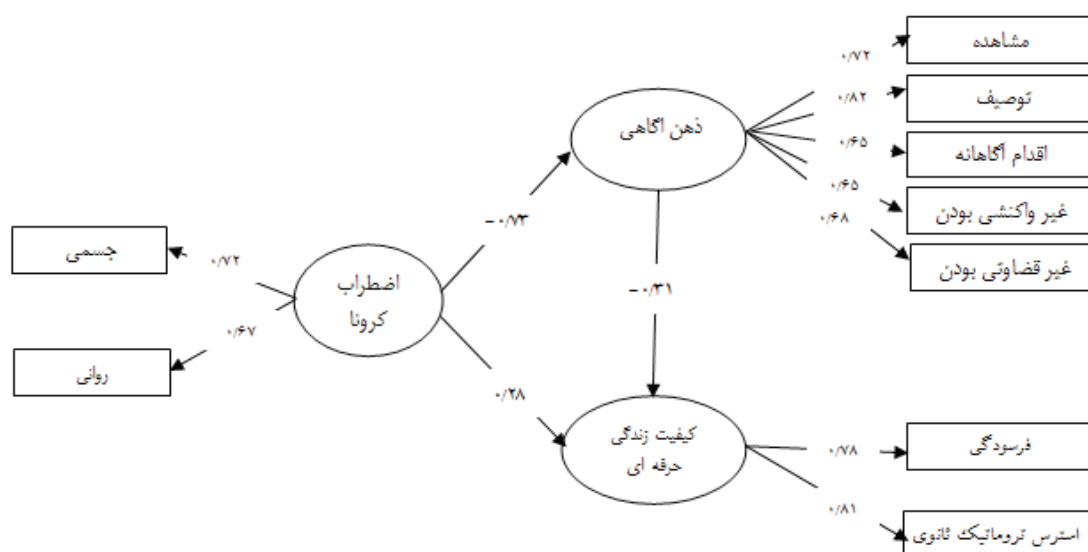 مشاهده
۰/۷۲
توصیف
۰/۸۲
ذهن اگاهی
اقدام آگاهانه
۰/۶۵
غیر واکنشی بودن
۰/۶۵
غیر قضاوتی بودن
۰/۶۸
-۰/۷۳
جسمی
۰/۷۲
اضطراب
کرونا
-۰/۳۱
۰/۶۷
روانی
۰/۲۸
کیفیت زندگی
حرقه ای
فرسودگی
۰/۷۸
۰/۸۱
استرس تروماتیک ثانوی